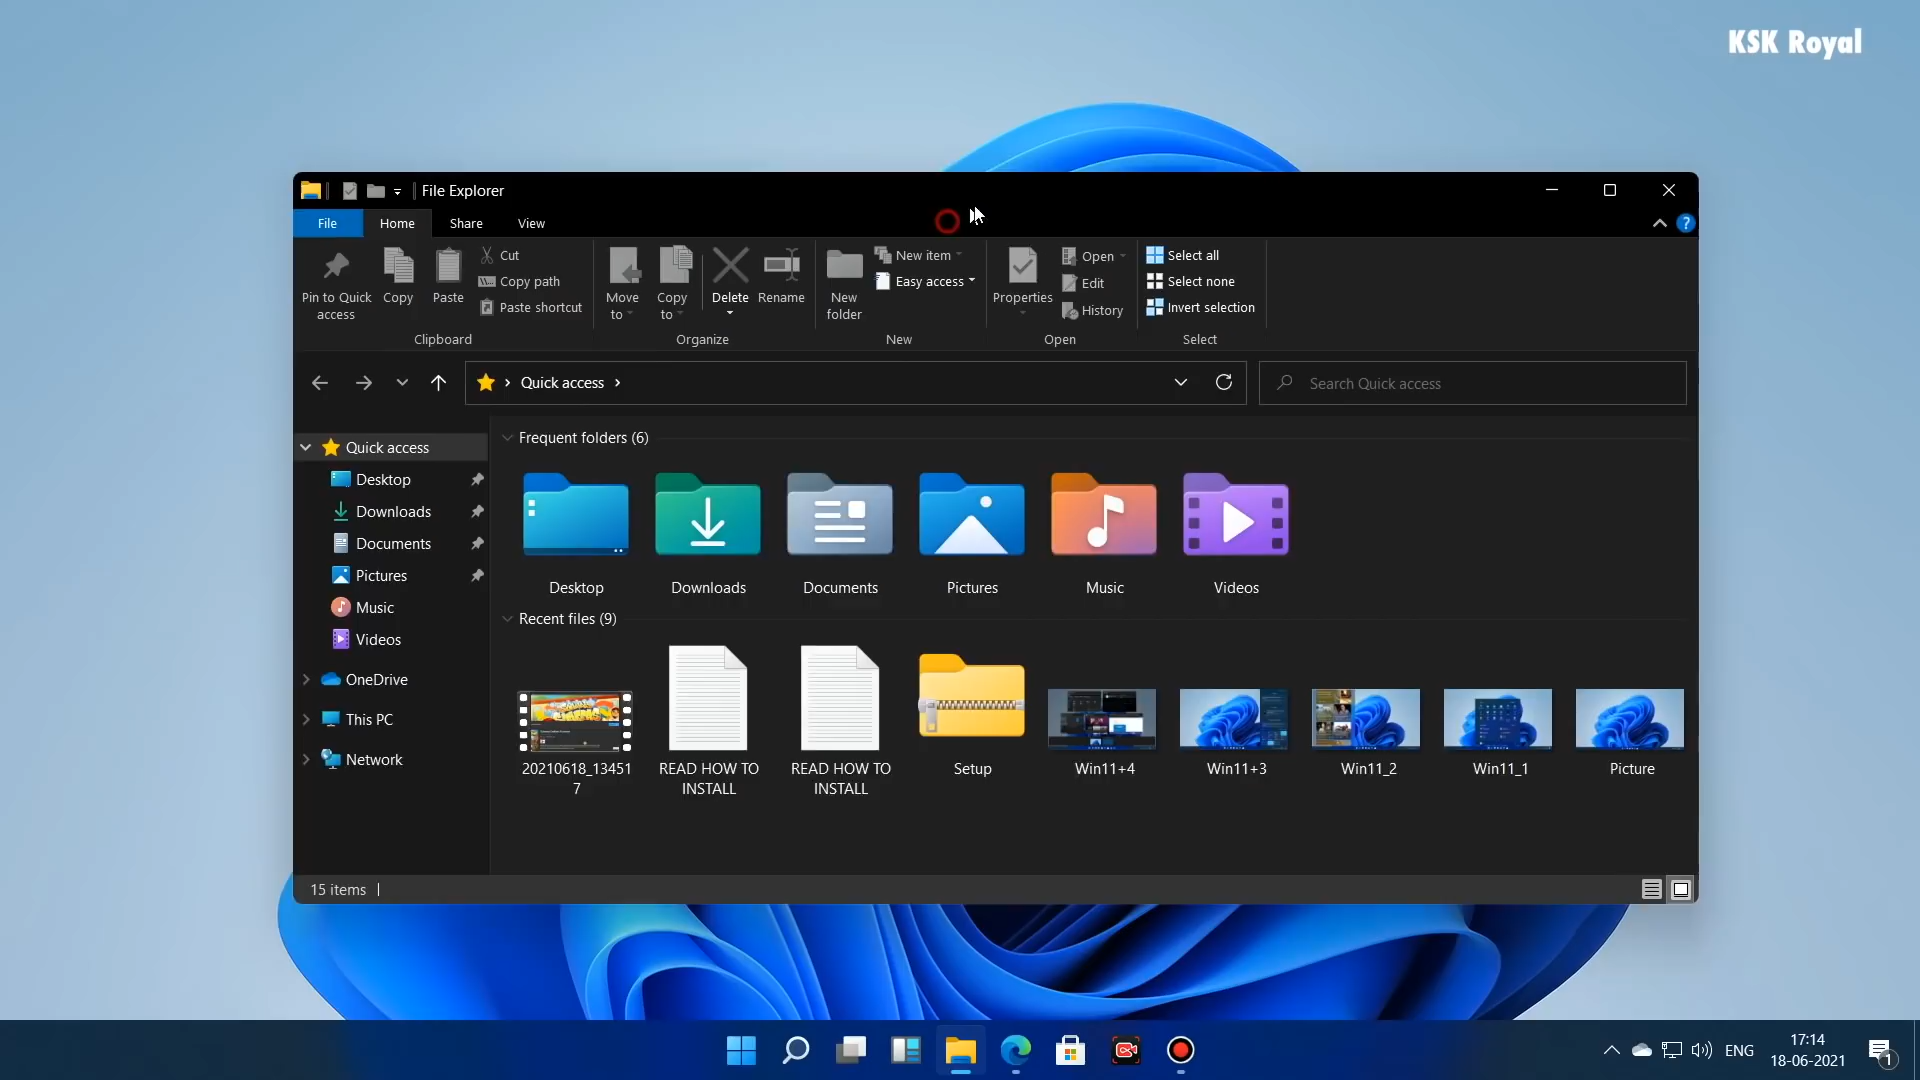 KSK Royal
File Explorer
File Home Share View
Pin to Quick access
Copy
Paste
Cut
Copy path
Paste shortcut
Clipboard
Move to
Copy to
Delete
Rename
Organize
New folder
New item
Easy access
New
Properties
Open
Edit
History
Open
Select all
Select none
Invert selection
Select
Quick access
Search Quick access
Quick access
Desktop
Downloads
Documents
Pictures
Music
Videos
OneDrive
This PC
Network
Frequent folders (6)
Desktop
Downloads
Documents
Pictures
Music
Videos
Recent files (9)
20210618_13451
7
READ HOW TO
INSTALL
READ HOW TO
INSTALL
Setup
Win11+4
Win11+3
Win11_2
Win11_1
Picture
15 items
ENG
17:14
18-06-2021
1